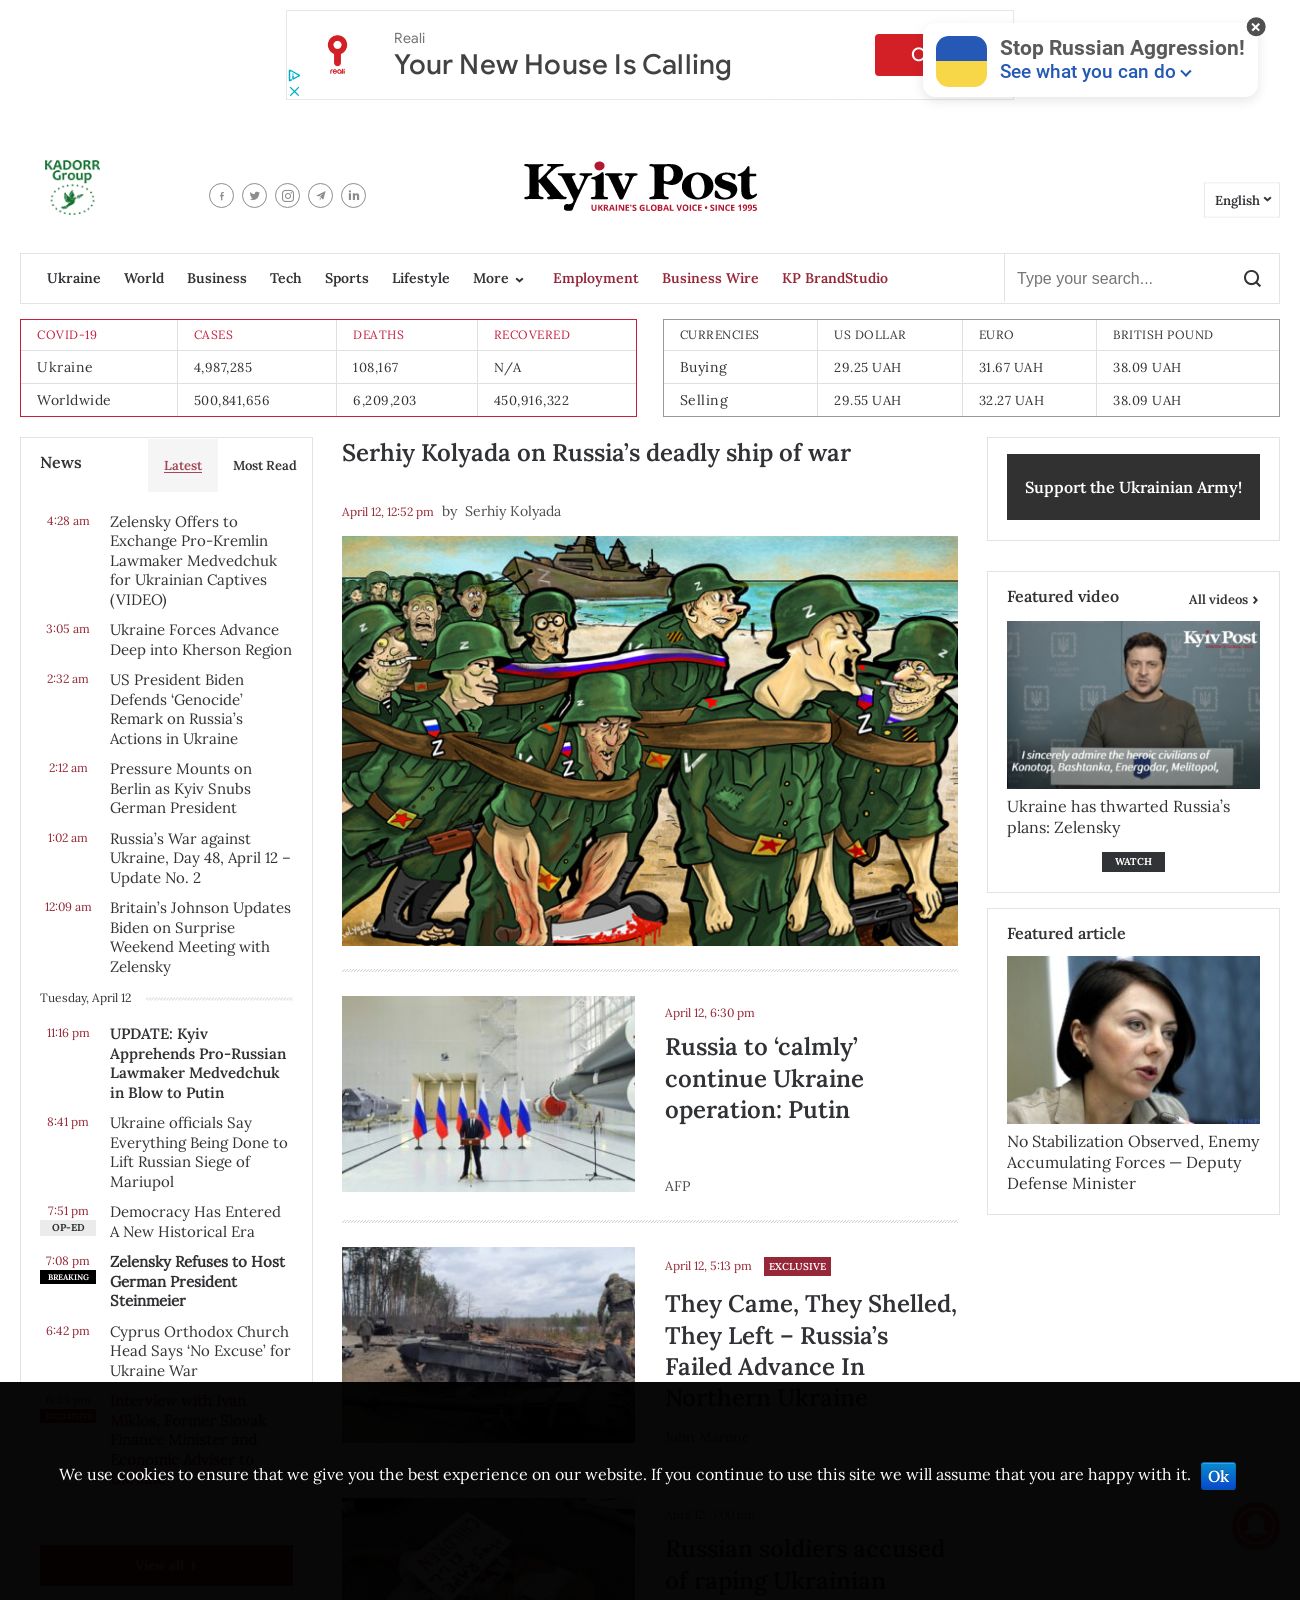 Reali
Your New House Is Calling
reali
Stop Russian Aggression!
See what you can do
KADORR
Group
Kyiv Post
UKRAINE'S GLOBAL VOICE • SINCE 1995
English
Ukraine World Business Tech Sports Lifestyle More Employment Business Wire KP BrandStudio
Type your search...
COVID-19 CASES DEATHS RECOVERED
Ukraine 4,987,285 108,167 N/A
Worldwide 500,841,656 6,209,203 450,916,322
CURRENCIES US DOLLAR EURO BRITISH POUND
Buying 29.25 UAH 31.67 UAH 38.09 UAH
Selling 29.55 UAH 32.27 UAH 38.09 UAH
News Latest Most Read
4:28 am Zelensky Offers to
Exchange Pro-Kremlin
Lawmaker Medvedchuk
for Ukrainian Captives
(VIDEO)
3:05 am Ukraine Forces Advance
Deep into Kherson Region
2:32 am US President Biden
Defends ‘Genocide’
Remark on Russia’s
Actions in Ukraine
2:12 am Pressure Mounts on
Berlin as Kyiv Snubs
German President
1:02 am Russia’s War against
Ukraine, Day 48, April 12 –
Update No. 2
12:09 am Britain’s Johnson Updates
Biden on Surprise
Weekend Meeting with
Zelensky
Tuesday, April 12
11:16 pm UPDATE: Kyiv
Apprehends Pro-Russian
Lawmaker Medvedchuk
in Blow to Putin
8:41 pm Ukraine officials Say
Everything Being Done to
Lift Russian Siege of
Mariupol
7:51 pm Democracy Has Entered
OP-ED A New Historical Era
7:08 pm Zelensky Refuses to Host
BREAKING German President
Steinmeier
6:42 pm Cyprus Orthodox Church
Head Says ‘No Excuse’ for
Ukraine War
Interview with Ivan
Miklos, Former Slovak
Finance Minister and
Economic Adviser to
View all
Serhiy Kolyada on Russia’s deadly ship of war
April 12, 12:52 pm by Serhiy Kolyada
Z
Z
Z
Z
Z
April 12, 6:30 pm
Russia to ‘calmly’
continue Ukraine
operation: Putin
AFP
April 12, 5:13 pm EXCLUSIVE
They Came, They Shelled,
They Left – Russia’s
Failed Advance In
Northern Ukraine
Russian soldiers accused
of raping Ukrainian
Support the Ukrainian Army!
Featured video All videos
Kyiv Post
I sincerely admire the heroic civilians of
Konotop, Bashtanka, Energodar, Melitopol,
Ukraine has thwarted Russia’s
plans: Zelensky
WATCH
Featured article
No Stabilization Observed, Enemy
Accumulating Forces — Deputy
Defense Minister
We use cookies to ensure that we give you the best experience on our website. If you continue to use this site we will assume that you are happy with it. Ok